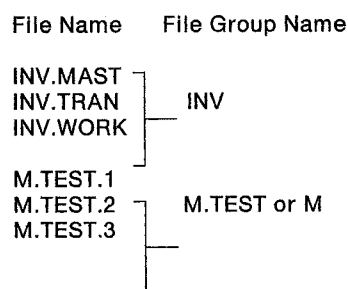 File Name File Group Name
INV.MAST
INV.TRAN INV
INV.WORK
M.TEST.1
M.TEST.2 M.TEST or M
M.TEST.3